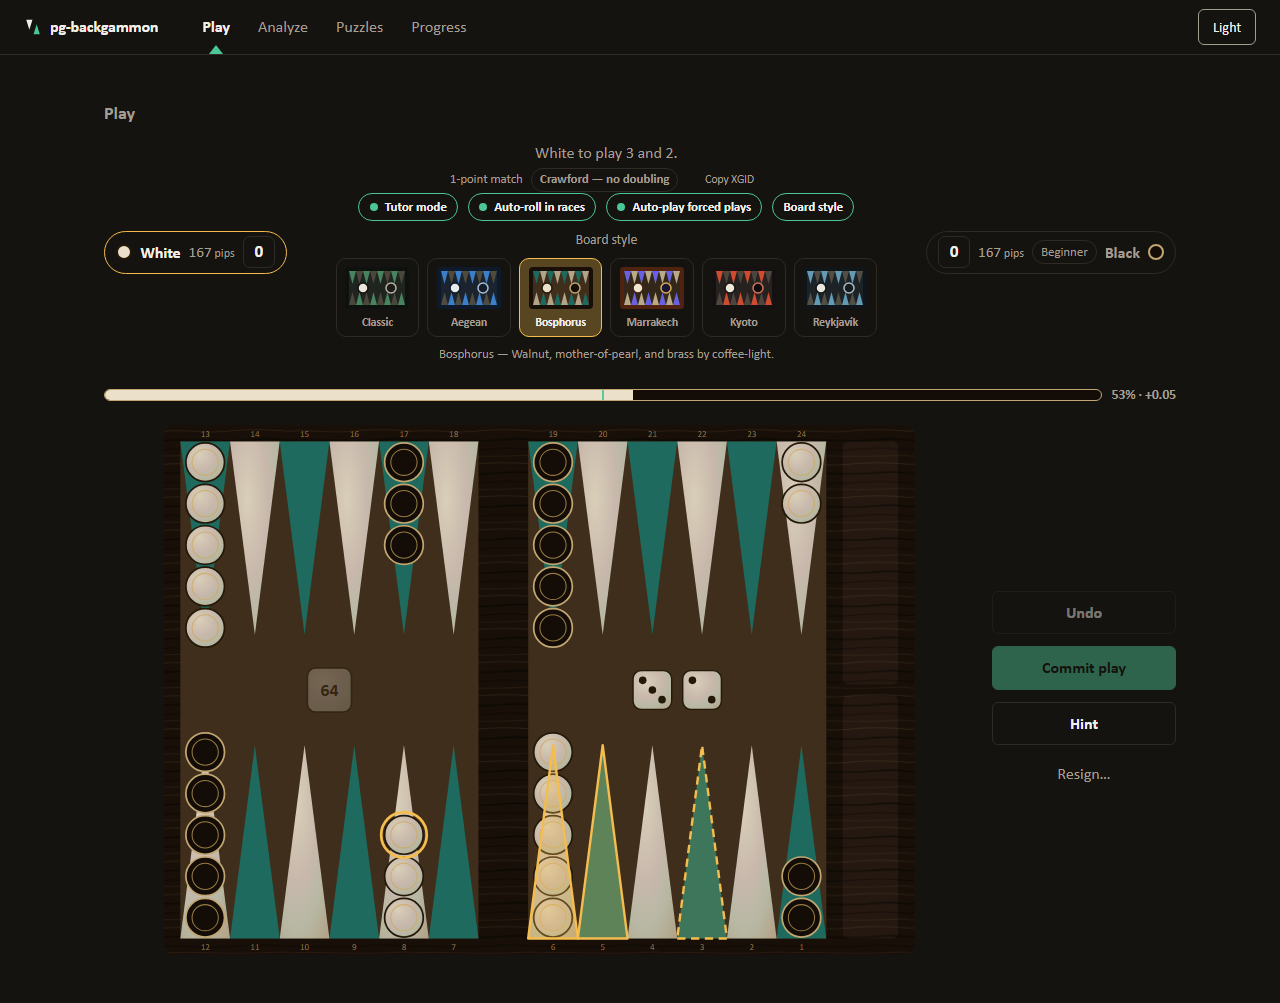 pg-backgammon Play Analyze Puzzles Progress Light
Play
White to play 3 and 2.
1-point match Crawford — no doubling Copy XGID
Tutor mode Auto-roll in races Auto-play forced plays Board style
White 167 pips 0
Board style
0 167 pips Beginner Black
Classic Aegean Bosphorus Marrakech Kyoto Reykjavík
Bosphorus — Walnut, mother-of-pearl, and brass by coffee-light.
53% · +0.05
13 14 15 16 17 18 19 20 21 22 23 24
64
Undo
Commit play
Hint
Resign...
12 11 10 9 8 7 6 5 4 3 2 1